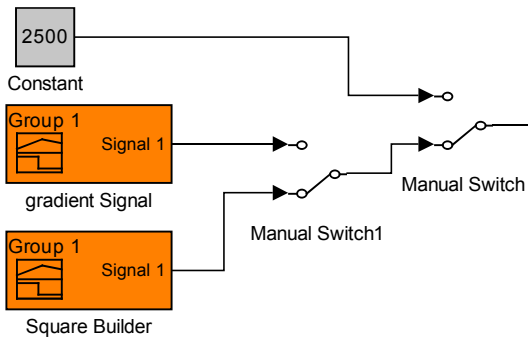 2500
Constant
Group 1
Signal 1
gradient Signal
Manual Switch
Manual Switch1
Group 1
Signal 1
Square Builder